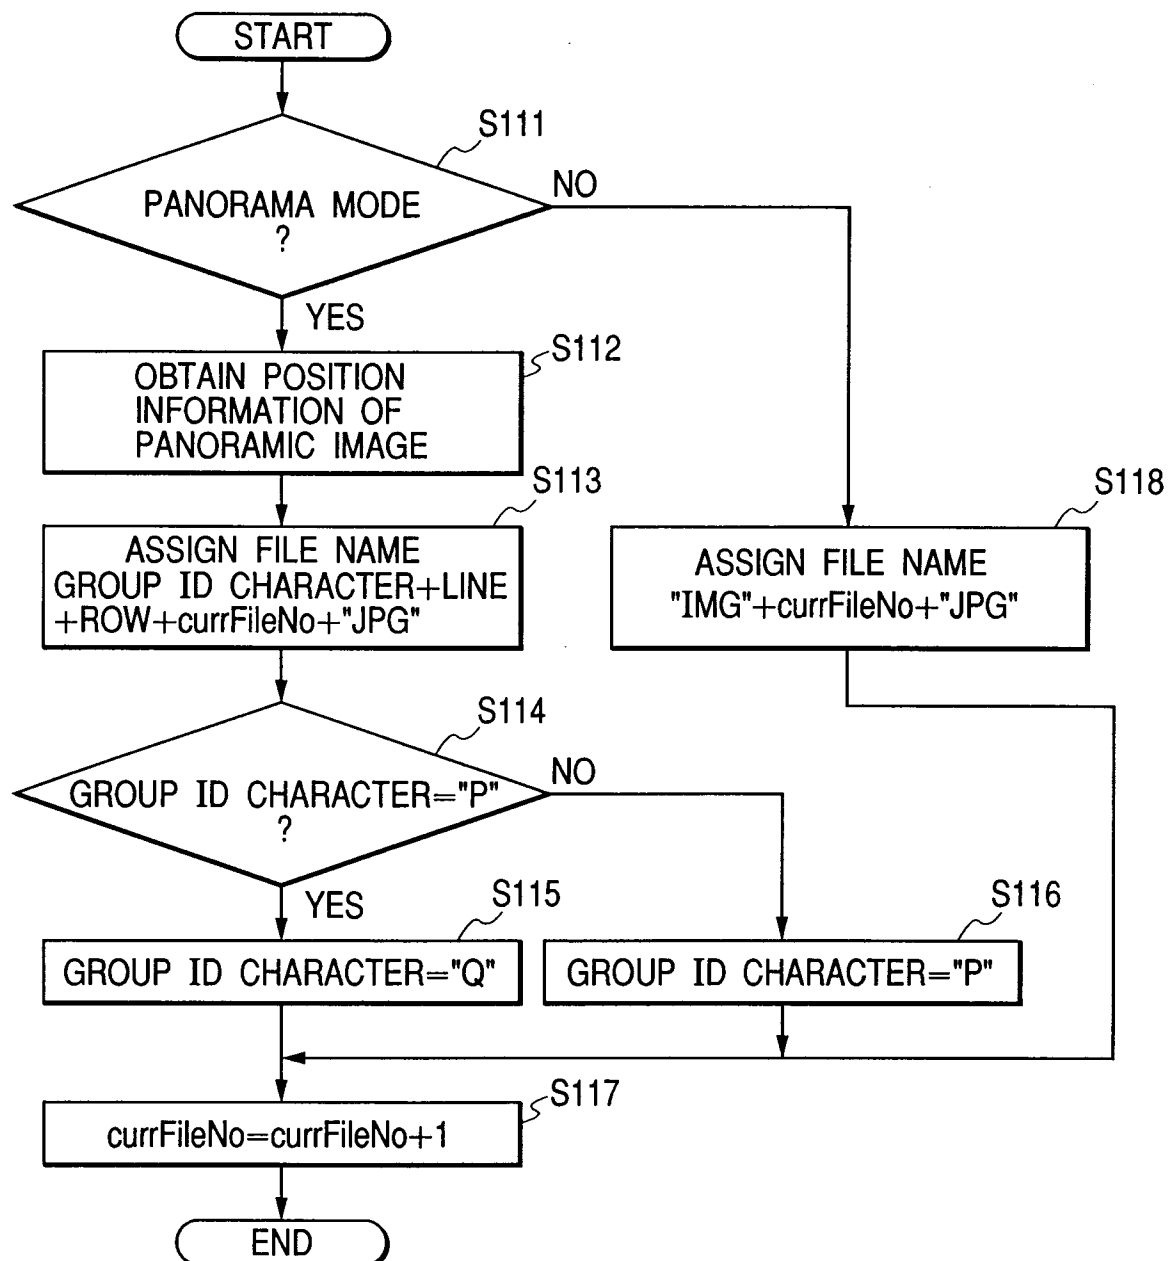 START
S111
PANORAMA MODE
?
NO
YES
S112
OBTAIN POSITION
INFORMATION OF
PANORAMIC IMAGE
S113
ASSIGN FILE NAME
GROUP ID CHARACTER+LINE
+ROW+currFileNo+"JPG"
S118
ASSIGN FILE NAME
"IMG"+currFileNo+"JPG"
S114
GROUP ID CHARACTER="P"
?
NO
YES
S115
GROUP ID CHARACTER="Q"
S116
GROUP ID CHARACTER="P"
S117
currFileNo=currFileNo+1
END